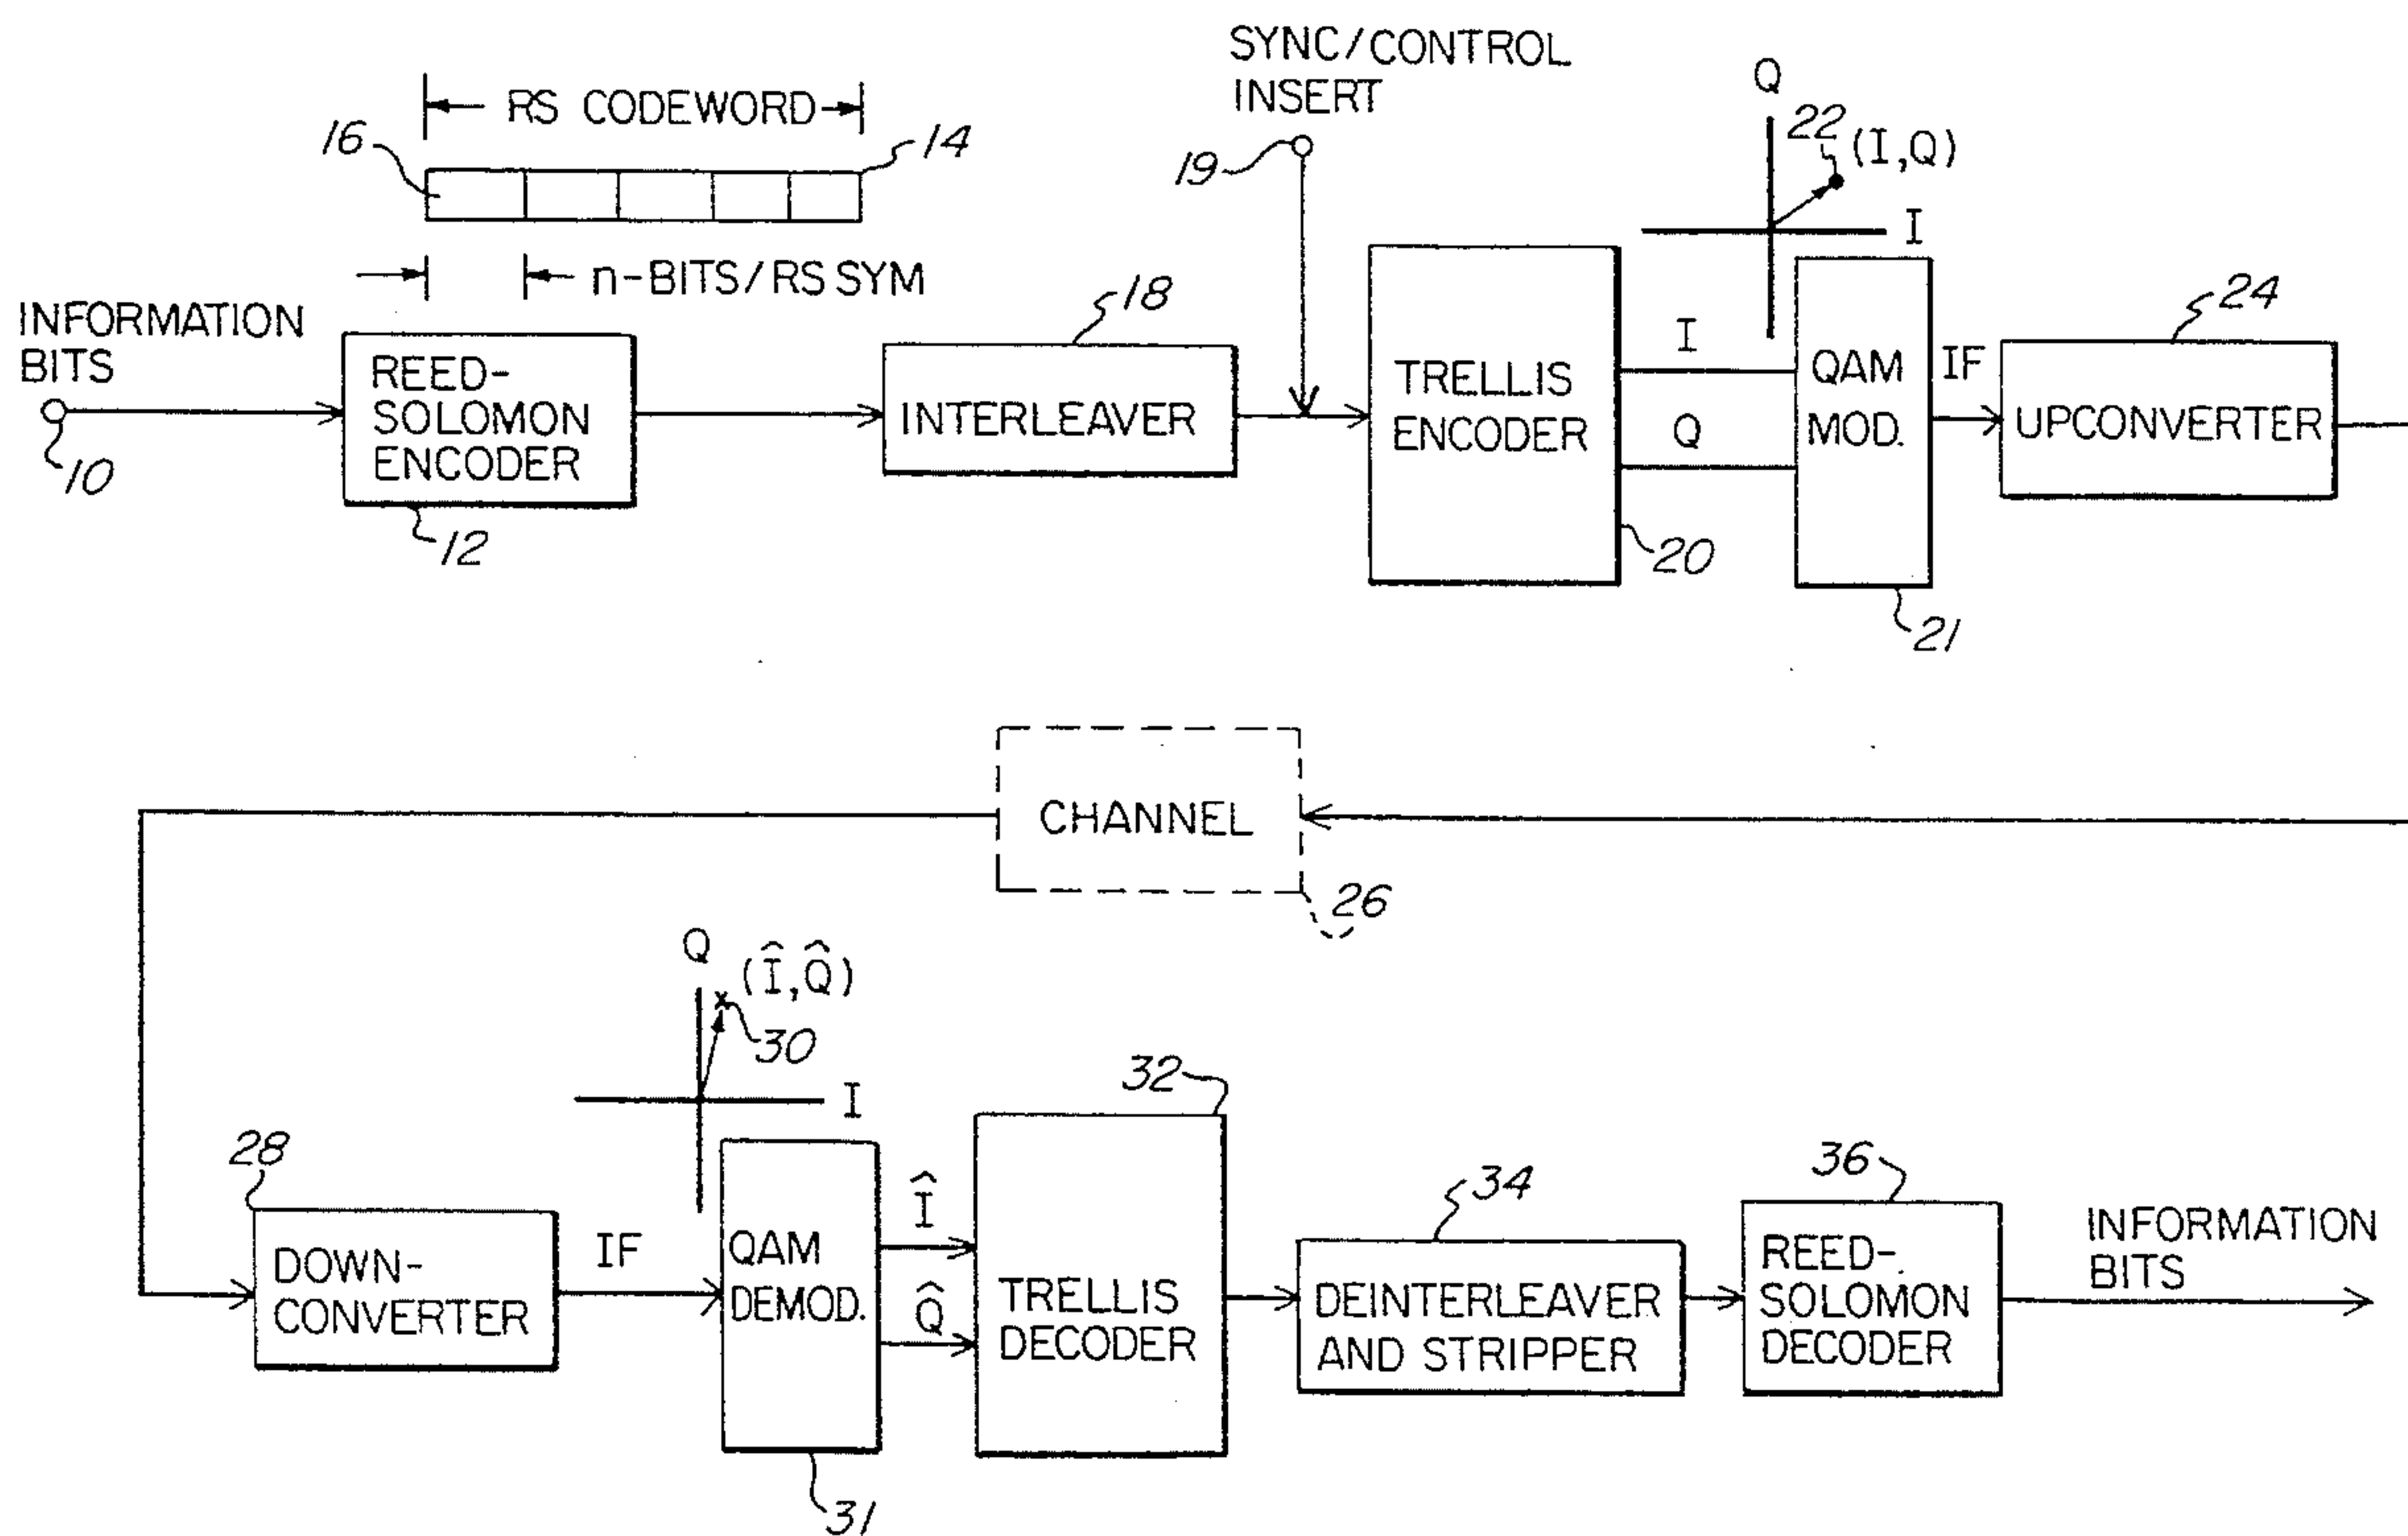 SYNC/CONTROL
INSERT
RS CODEWORD
16
14
19
Q
22
(I,Q)
I
n-BITS/RS SYM
INFORMATION
BITS
10
REED-
SOLOMON
ENCODER
12
18
INTERLEAVER
TRELLIS
ENCODER
20
I
Q
QAM
MOD.
21
IF
24
UPCONVERTER
CHANNEL
26
Q
(Î,Q̂)
30
I
28
DOWN-
CONVERTER
IF
QAM
DEMOD.
31
Î
Q̂
32
TRELLIS
DECODER
34
DEINTERLEAVER
AND STRIPPER
36
REED-
SOLOMON
DECODER
INFORMATION
BITS